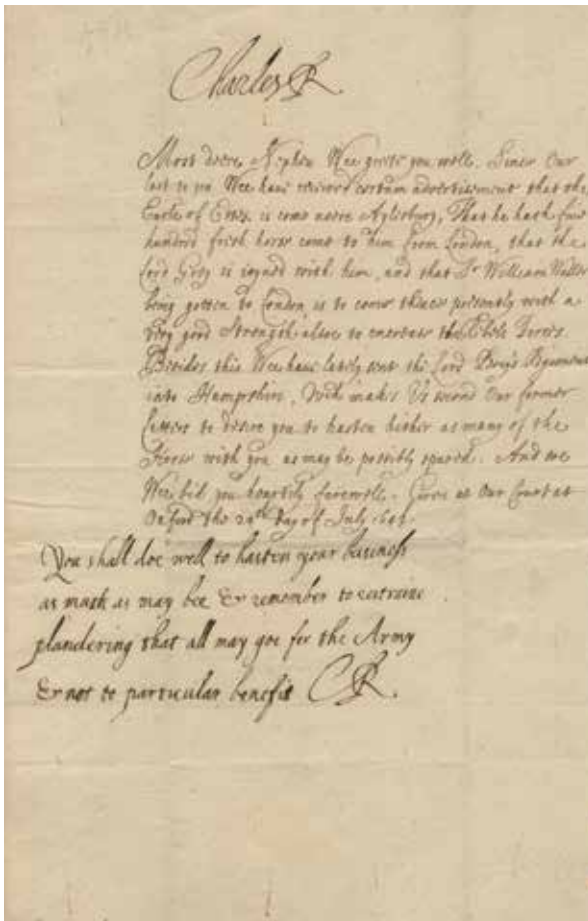 Charles R.
Most deere Nephew Wee greete you well. Since Our
last to you Wee have received certain advertisement that the
Earle of Essex is come neere Aylisbury, That he hath five
hundred fresh horse come to him from London, that the
Lord Grey is joyned with him, and that Sr. William Waller
being gotten to London, is to come thence presently with a
very good Strength also to encrease the Rebels forces.
Besides this Wee have lately sent the Lord Regiment
into Hampshire, Wch makes Us second Our former
Letters to desire you to hasten hither as many of the
Horse with you as may be possibly spared. And so
Wee bid you heartily farewell. Given at Our Court at
Oxford the 20th day of July 1643.
You shall doe well to hasten your business
as much as may bee & remember to restraine
plundering that all may goe for the Army
& not to particular benefit CR.